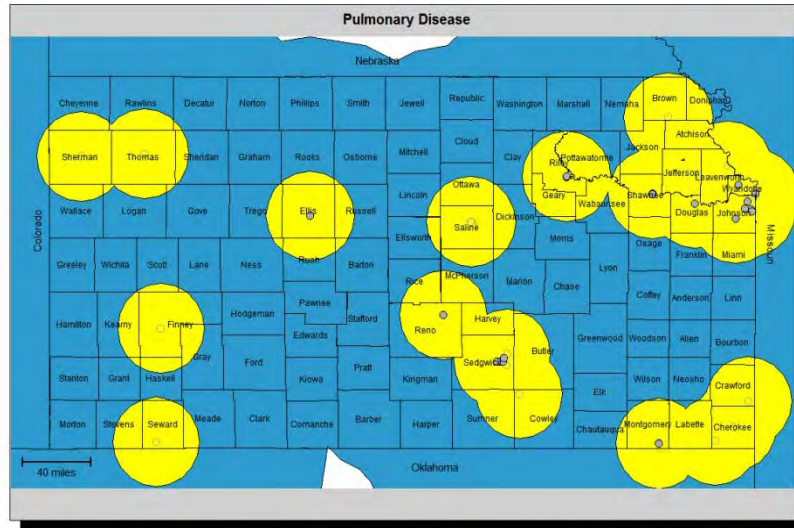 Pulmonary Disease
Nebraska
Cheyenne Rawlins Decatur Norton Phillips Smith Jewell Republic Washington Marshall Nemaha Brown Doniphan
Atchison
Sherman Thomas Sheridan Graham Rooks Osborne Mitchell Cloud Clay Riley Pottawatomie Jackson Jefferson Leavenworth Wyandotte
Ottawa
Lincoln
Geary Wabaunsee Shawnee Douglas Johnson
Wallace Logan Gove Trego Ellis Russell Saline Dickinson
Ellsworth
Morris Osage Franklin Miami
Colorado
Missouri
Greeley Wichita Scott Lane Ness Rush Barton Rice McPherson Marion Chase Lyon
Coffey Anderson Linn
Hamilton Kearny Finney Hodgeman Pawnse Stafford Reno Harvey
Edwards
Gray Ford Sedgwick Butler Greenwood Woodson Allen Bourbon
Stanton Grant Haskell Kiowa Pratt Kingman Elk Wilson Neosho Crawford
Morton Stevens Seward Meade Clark Comanche Barber Harper Sumner Cowley Chautauqua Montgomery Labette Cherokee
40 miles
Oklahoma